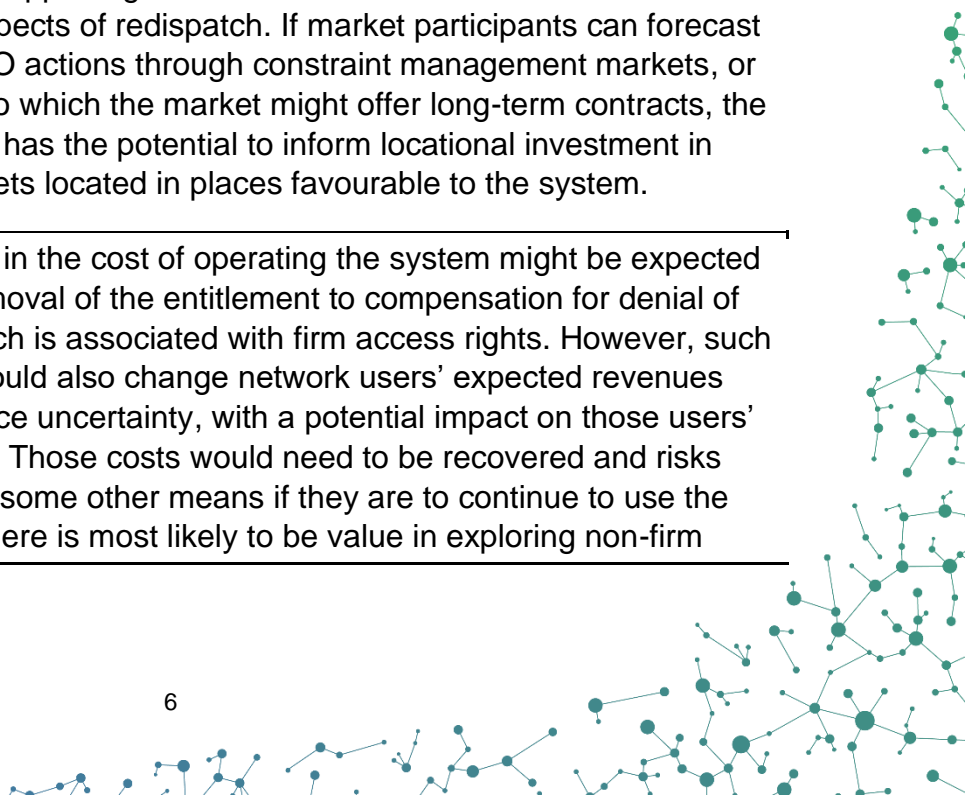 pects of redispatch. If market participants can forecast
O actions through constraint management markets, or
o which the market might offer long-term contracts, the
has the potential to inform locational investment in
ets located in places favourable to the system.
in the cost of operating the system might be expected
noval of the entitlement to compensation for denial of
ch is associated with firm access rights. However, such
ould also change network users’ expected revenues
ce uncertainty, with a potential impact on those users’
Those costs would need to be recovered and risks
some other means if they are to continue to use the
ere is most likely to be value in exploring non-firm
6